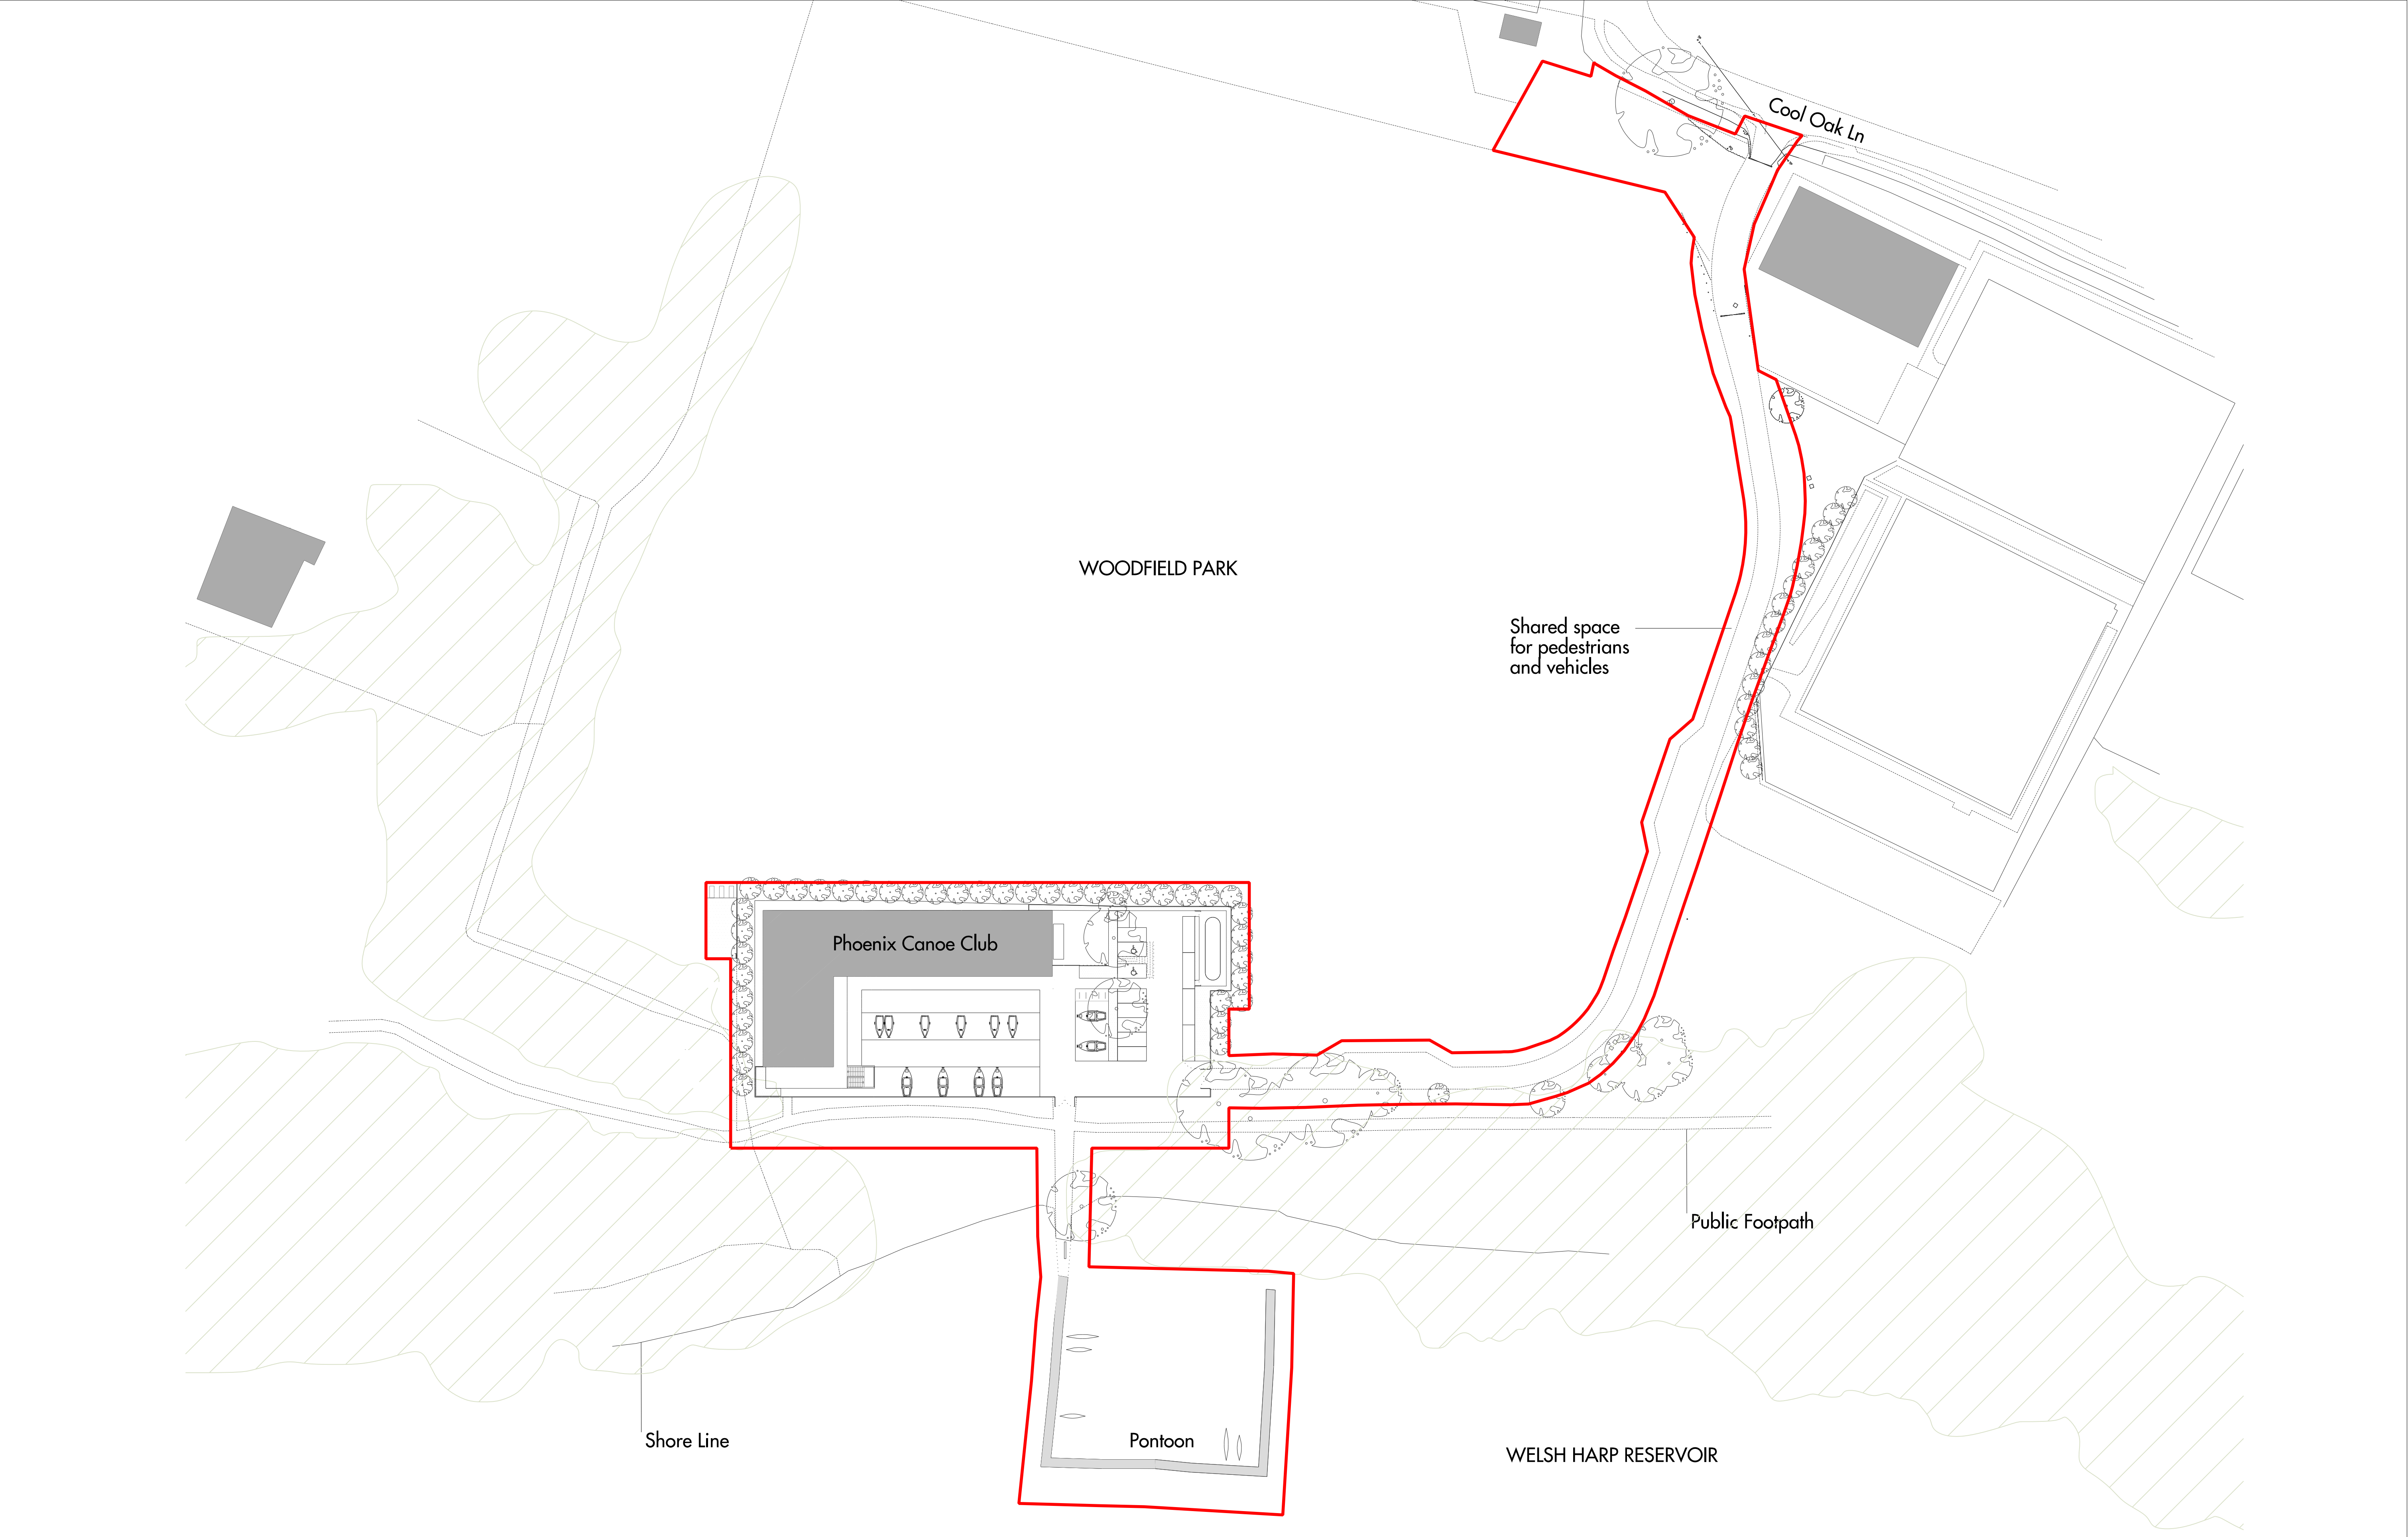 Cool Oak Ln
WOODFIELD PARK
Shared space
for pedestrians
and vehicles
Phoenix Canoe Club
Public Footpath
Shore Line
Pontoon
WELSH HARP RESERVOIR